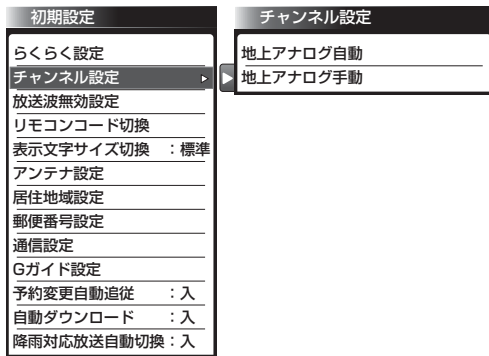 初期設定
らくらく設定
チャンネル設定
放送波無効設定
リモコンコード切換
表示文字サイズ切換 ：標準
アンテナ設定
居住地域設定
郵便番号設定
通信設定
Gガイド設定
予約変更自動追従 ：入
自動ダウンロード ：入
降雨対応放送自動切換：入
チャンネル設定
地上アナログ自動
地上アナログ手動